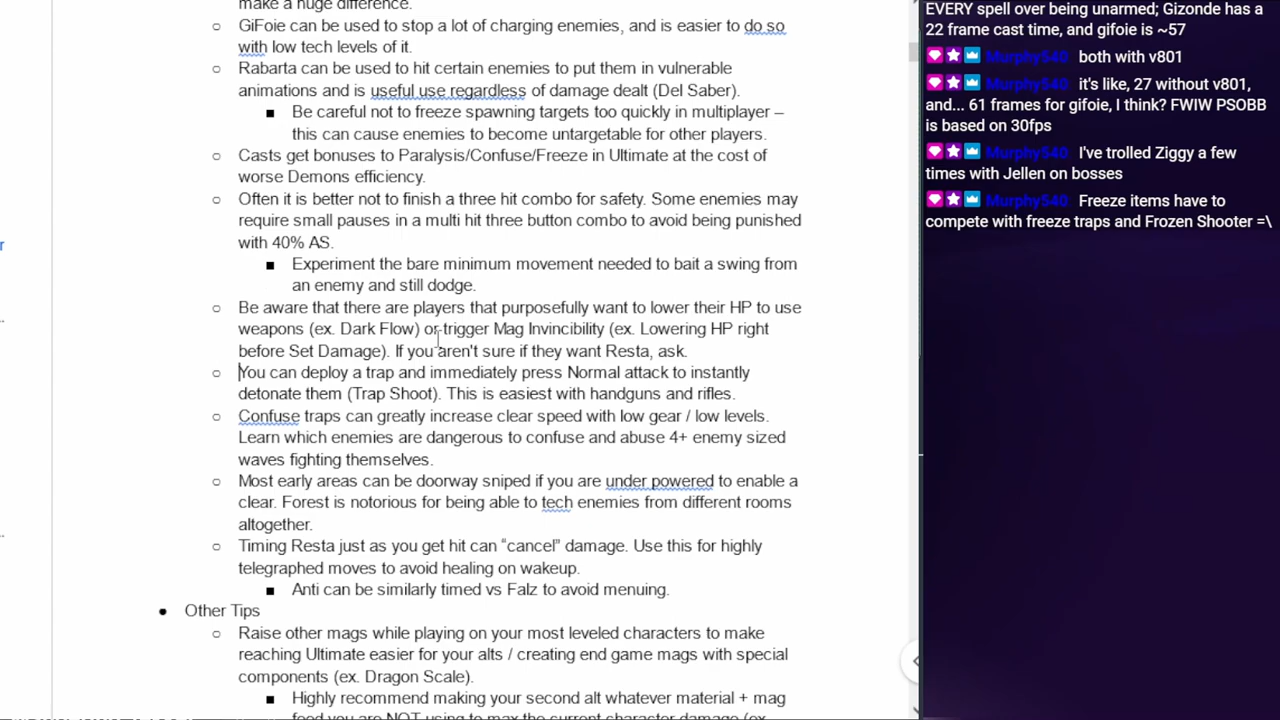 make a huge difference.
○ GiFoie can be used to stop a lot of charging enemies, and is easier to do so
with low tech levels of it.
○ Rabarta can be used to hit certain enemies to put them in vulnerable
animations and is useful use regardless of damage dealt (Del Saber).
■ Be careful not to freeze spawning targets too quickly in multiplayer –
this can cause enemies to become untargetable for other players.
○ Casts get bonuses to Paralysis/Confuse/Freeze in Ultimate at the cost of
worse Demons efficiency.
○ Often it is better not to finish a three hit combo for safety. Some enemies may
require small pauses in a multi hit three button combo to avoid being punished
with 40% AS.
■ Experiment the bare minimum movement needed to bait a swing from
an enemy and still dodge.
○ Be aware that there are players that purposefully want to lower their HP to use
weapons (ex. Dark Flow) or trigger Mag Invincibility (ex. Lowering HP right
before Set Damage). If you aren't sure if they want Resta, ask.
○ You can deploy a trap and immediately press Normal attack to instantly
detonate them (Trap Shoot). This is easiest with handguns and rifles.
○ Confuse traps can greatly increase clear speed with low gear / low levels.
Learn which enemies are dangerous to confuse and abuse 4+ enemy sized
waves fighting themselves.
○ Most early areas can be doorway sniped if you are under powered to enable a
clear. Forest is notorious for being able to tech enemies from different rooms
altogether.
○ Timing Resta just as you get hit can “cancel” damage. Use this for highly
telegraphed moves to avoid healing on wakeup.
■ Anti can be similarly timed vs Falz to avoid menuing.
● Other Tips
○ Raise other mags while playing on your most leveled characters to make
reaching Ultimate easier for your alts / creating end game mags with special
components (ex. Dragon Scale).
■ Highly recommend making your second alt whatever material + mag
food you are NOT using to max the current character damage (ex.
EVERY spell over being unarmed; Gizonde has a
22 frame cast time, and gifoie is ~57
Murphy540: both with v801
Murphy540: it's like, 27 without v801,
and... 61 frames for gifoie, I think? FWIW PSOBB
is based on 30fps
Murphy540: I've trolled Ziggy a few
times with Jellen on bosses
Murphy540: Freeze items have to
compete with freeze traps and Frozen Shooter =\